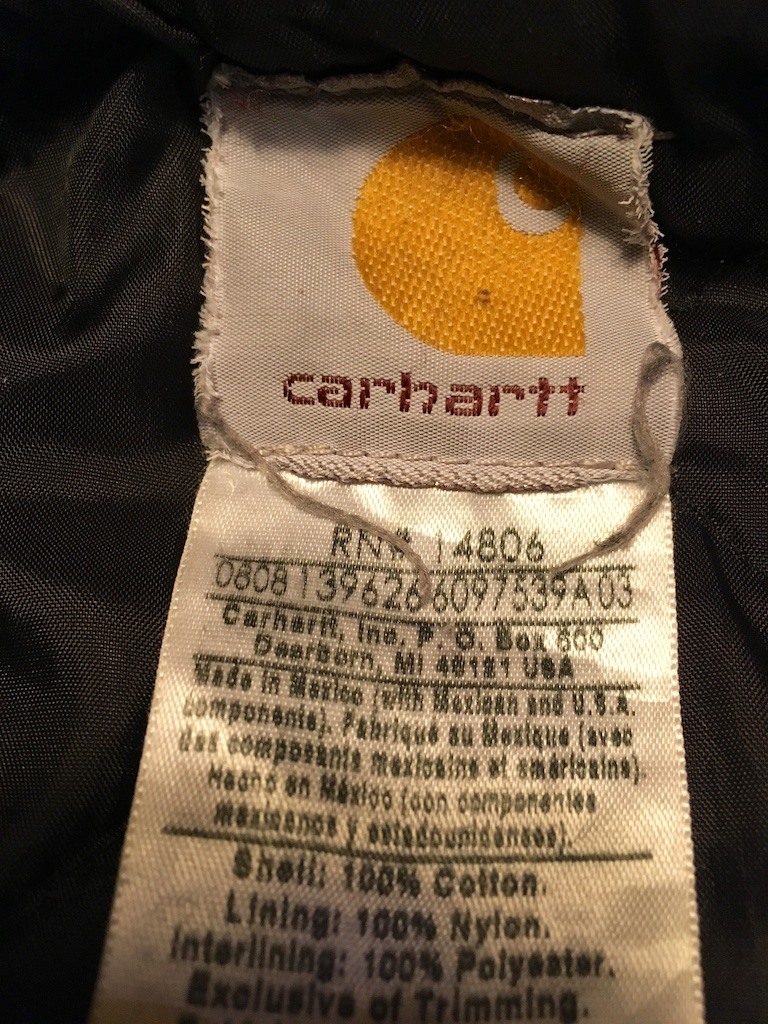 carhartt
RN# 14806
0808 1396266097539A03
Carhartt, Inc. P. O. Box 600
Dearborn, MI 48121 USA
Made in Mexico (with Mexican and U.S.A.
components). Fabriqué au Mexique (avec
des composants mexicains et américains).
Hecho en México (con componentes
mexicanos y estadounidenses).
Shell: 100% Cotton.
Lining: 100% Nylon.
Interlining: 100% Polyester.
Exclusive of Trimming.